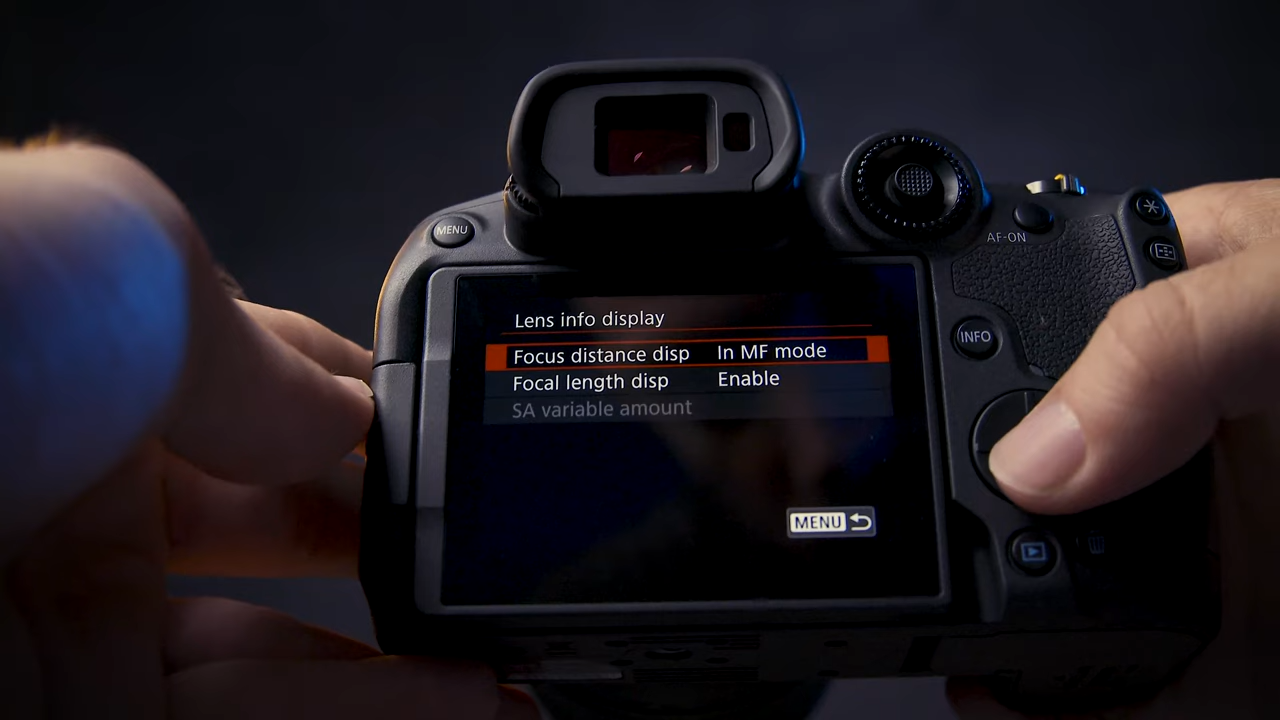 MENU
AF-ON
INFO
Lens info display
Focus distance disp In MF mode
Focal length disp Enable
SA variable amount
MENU